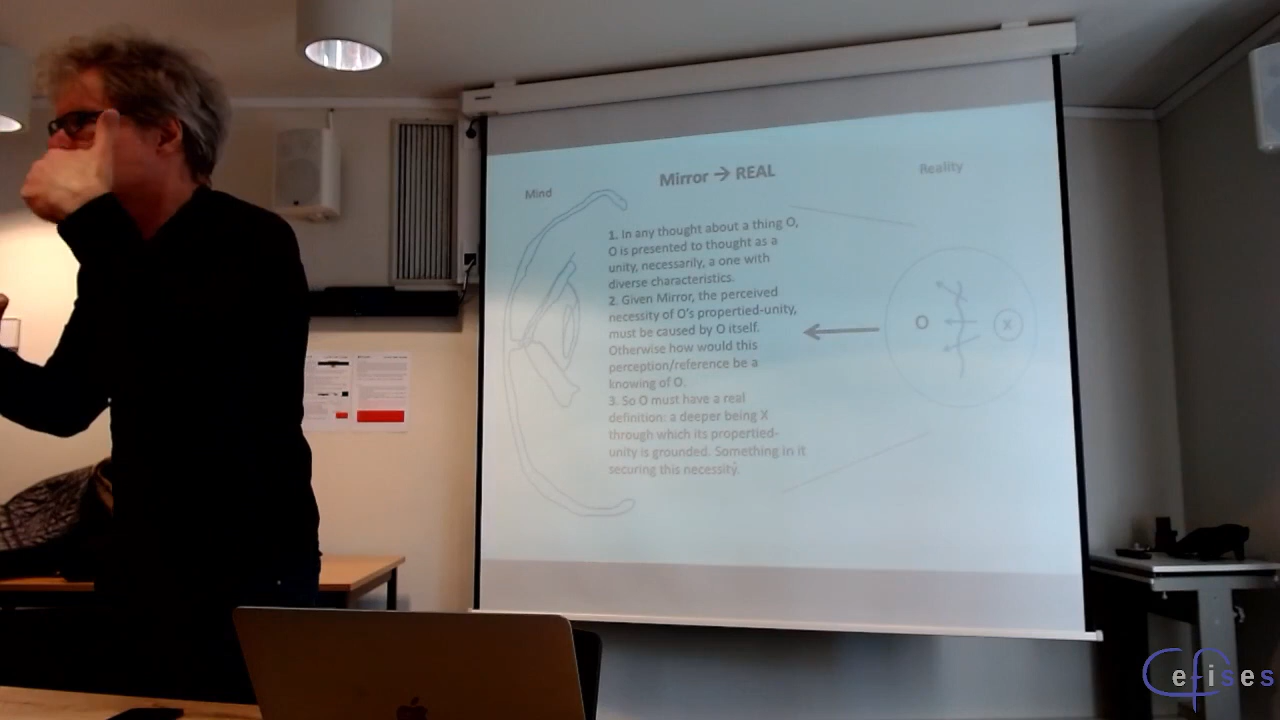 Mirror → REAL
Mind
Reality
1. In any thought about a thing O,
O is presented to thought as a
unity, necessarily, a one with
diverse characteristics.
2. Given Mirror, the perceived
necessity of O's propertied-unity,
must be caused by O itself.
Otherwise how would this
perception/reference be a
knowing of O.
3. So O must have a real
definition: a deeper being X
through which its propertied-
unity is grounded. Something in it
securing this necessity.
O
X
Cefises